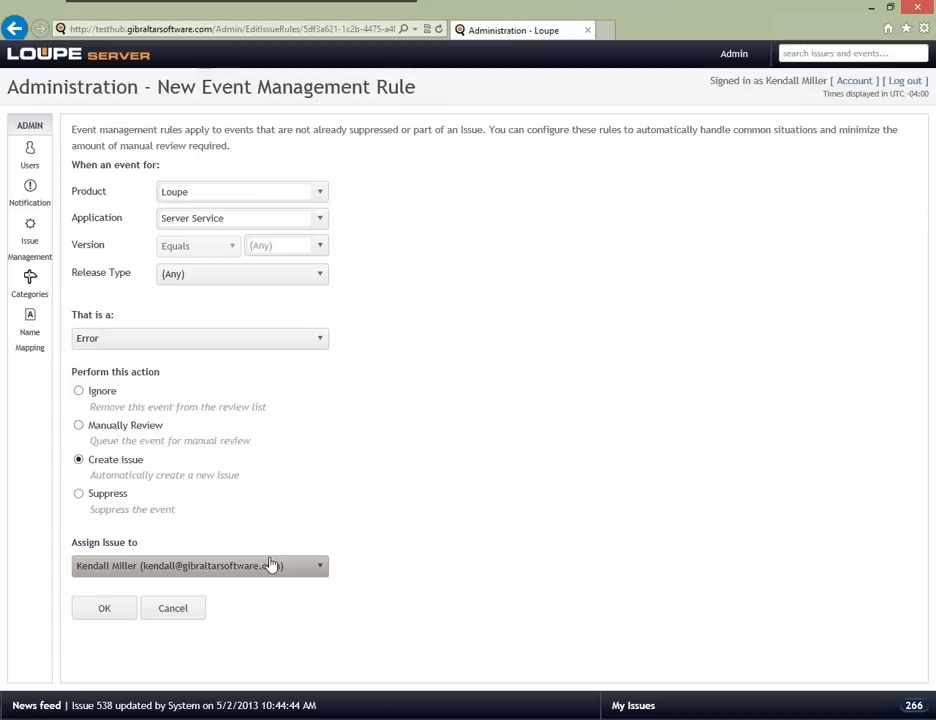 http://testhub.gibraltarsoftware.com/Admin/EditIssueRules/5df3a621-1c2b-4475-a4l
Administration - Loupe
LOUPE SERVER
Admin
search issues and events...
Administration - New Event Management Rule
Signed in as Kendall Miller [ Account ] [ Log out ]
Times displayed in UTC -04:00
ADMIN
Users
Notification
Issue
Management
Categories
A
Name
Mapping
Event management rules apply to events that are not already suppressed or part of an Issue. You can configure these rules to automatically handle common situations and minimize the
amount of manual review required.
When an event for:
Product
Loupe
Application
Server Service
Version
Equals
(Any)
Release Type
(Any)
That is a:
Error
Perform this action
Ignore
Remove this event from the review list
Manually Review
Queue the event for manual review
Create Issue
Automatically create a new issue
Suppress
Suppress the event
Assign Issue to
Kendall Miller
OK
Cancel
News feed | Issue 538 updated by System on 5/2/2013 10:44:44 AM
My Issues
266